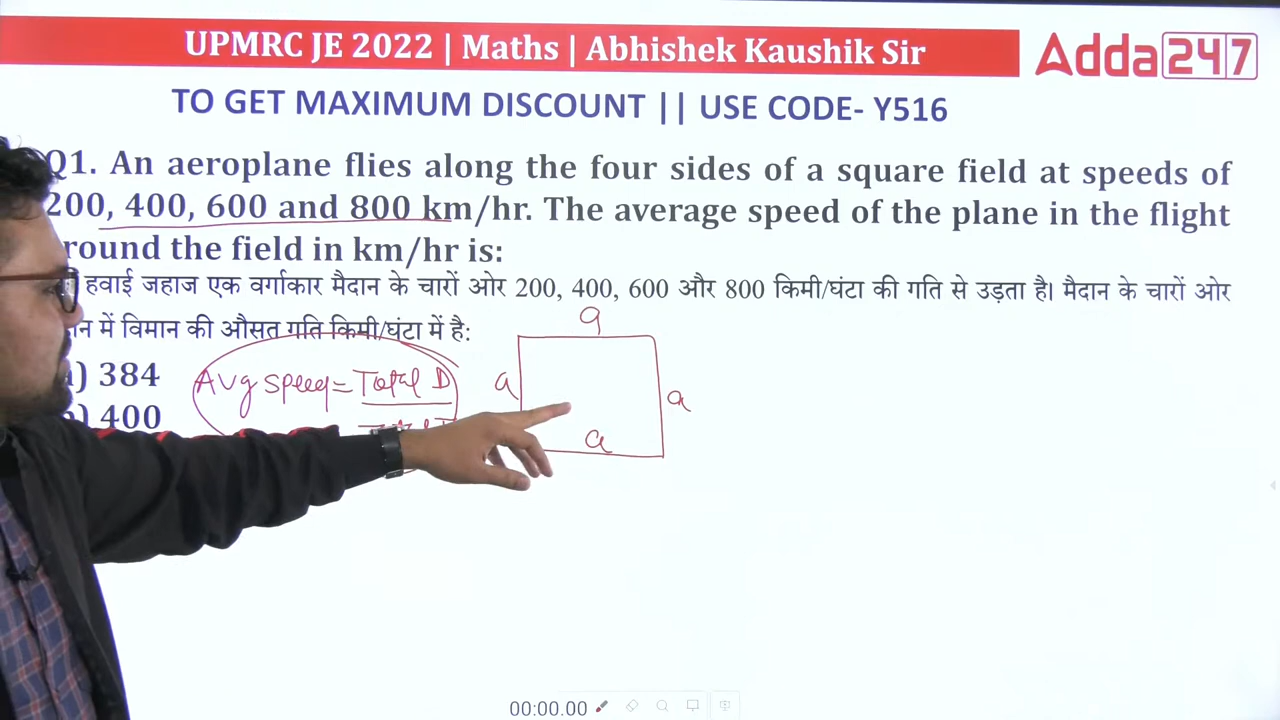 UPMRC JE 2022 | Maths | Abhishek Kaushik Sir
Adda247
TO GET MAXIMUM DISCOUNT || USE CODE- Y516
Q1. An aeroplane flies along the four sides of a square field at speeds of
200, 400, 600 and 800 km/hr. The average speed of the plane in the flight
round the field in km/hr is:
हवाई जहाज एक वर्गाकार मैदान के चारों ओर 200, 400, 600 और 800 किमी/घंटा की गति से उड़ता है। मैदान के चारों ओर
में विमान की औसत गति किमी/घंटा में है:
a
) 384
Avg speed = Total D
a
a
) 400
a
00:00.00